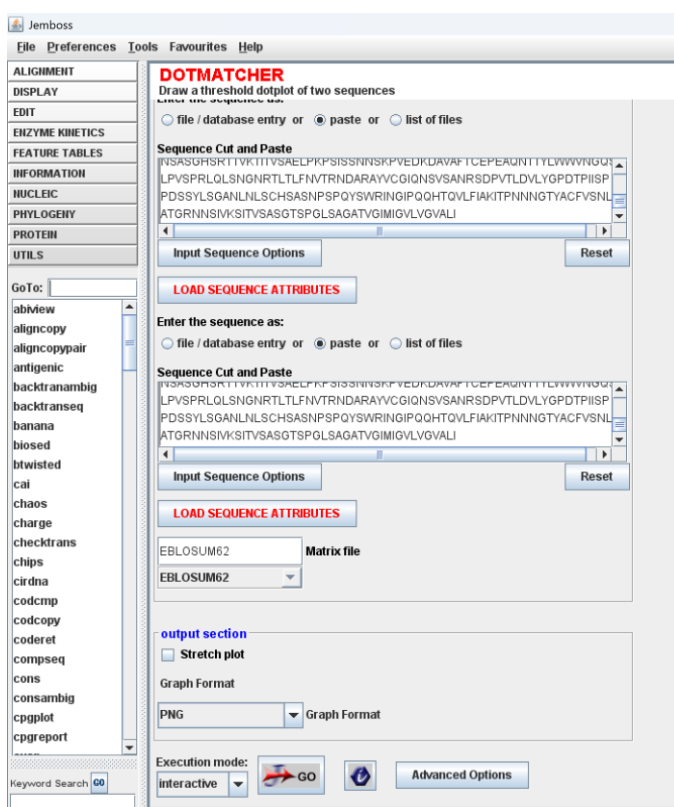 Jemboss
File Preferences Tools Favourites Help
ALIGNMENT
DISPLAY
EDIT
ENZYME KINETICS
FEATURE TABLES
INFORMATION
NUCLEIC
PHYLOGENY
PROTEIN
UTILS
GoTo:
abiview
aligncopy
aligncopypair
antigenic
backtranambig
backtranseq
banana
biosed
btwisted
cai
chaos
charge
checktrans
chips
cirdna
codcmp
codcopy
coderet
compseq
cons
consambig
cpgplot
cpgreport
Keyword Search GO
DOTMATCHER
Draw a threshold dotplot of two sequences
Enter the sequence as:
file / database entry or paste or list of files
Sequence Cut and Paste
NSASGHSRTTVKTITVSAELPKPSISSNNSKPVEDKDAVAFTCEPEAQNTTYLWWVNGQS
LPVSPRLQLSNGNRTLTLFNVTRNDARAYVCGIQNSVSANRSDPVTLDVLYGPDTPIISP
PDSSYLSGANLNLSCHSASNPSPQYSWRINGIPQQHTQVLFIAKITPNNNGTYACFVSNL
ATGRNNSIVKSITVSASGTSPGLSAGATVGIMIGVLVGVALI
Input Sequence Options Reset
LOAD SEQUENCE ATTRIBUTES
Enter the sequence as:
file / database entry or paste or list of files
Sequence Cut and Paste
NSASGHSRTTVKTITVSAELPKPSISSNNSKPVEDKDAVAFTCEPEAQNTTYLWWVNGQS
LPVSPRLQLSNGNRTLTLFNVTRNDARAYVCGIQNSVSANRSDPVTLDVLYGPDTPIISP
PDSSYLSGANLNLSCHSASNPSPQYSWRINGIPQQHTQVLFIAKITPNNNGTYACFVSNL
ATGRNNSIVKSITVSASGTSPGLSAGATVGIMIGVLVGVALI
Input Sequence Options Reset
LOAD SEQUENCE ATTRIBUTES
EBLOSUM62 Matrix file
EBLOSUM62
output section
Stretch plot
Graph Format
PNG Graph Format
Execution mode:
interactive GO Advanced Options